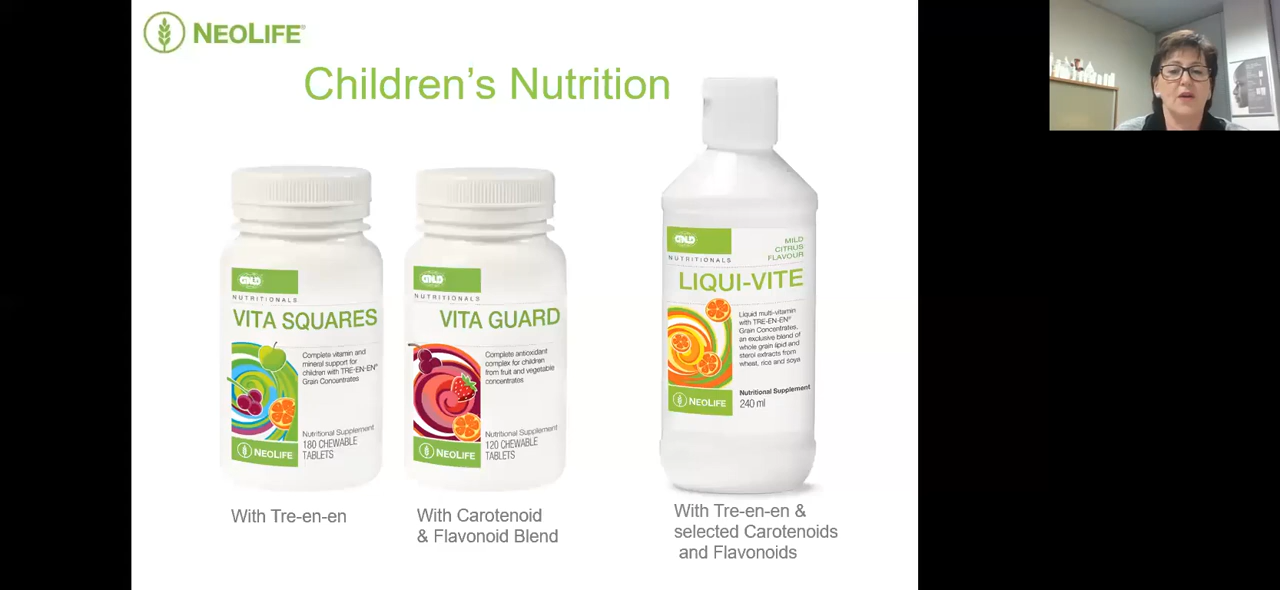 NEOLIFE
Children's Nutrition
GNLD
NUTRITIONALS
VITA SQUARES
Complete vitamin and
mineral support for
children with TRE-EN-EN®
Grain Concentrates
Nutritional Supplement
180 CHEWABLE
TABLETS
NEOLIFE
GNLD
NUTRITIONALS
VITA GUARD
Complete antioxidant
complex for children
from fruit and vegetable
concentrates
Nutritional Supplement
120 CHEWABLE
TABLETS
NEOLIFE
GNLD
NUTRITIONALS
MILD
CITRUS
FLAVOUR
LIQUI-VITE
Liquid multi-vitamin
with TRE-EN-EN®
Grain Concentrates,
an exclusive blend of
whole grain lipid and
sterol extracts from
wheat, rice and soya
Nutritional Supplement
240 ml
NEOLIFE
With Tre-en-en
With Carotenoid
& Flavonoid Blend
With Tre-en-en &
selected Carotenoids
and Flavonoids